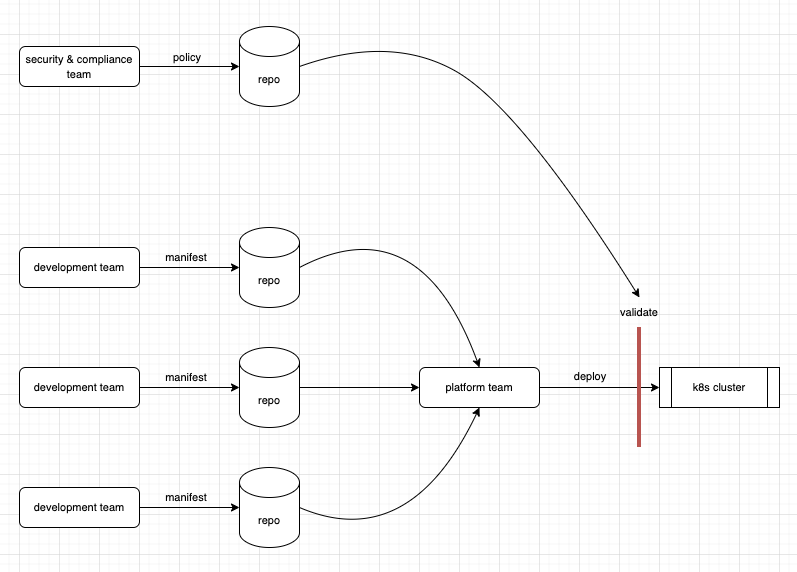 security & compliance
team
policy
repo
development team
manifest
repo
validate
development team
manifest
repo
platform team
deploy
k8s cluster
development team
manifest
repo